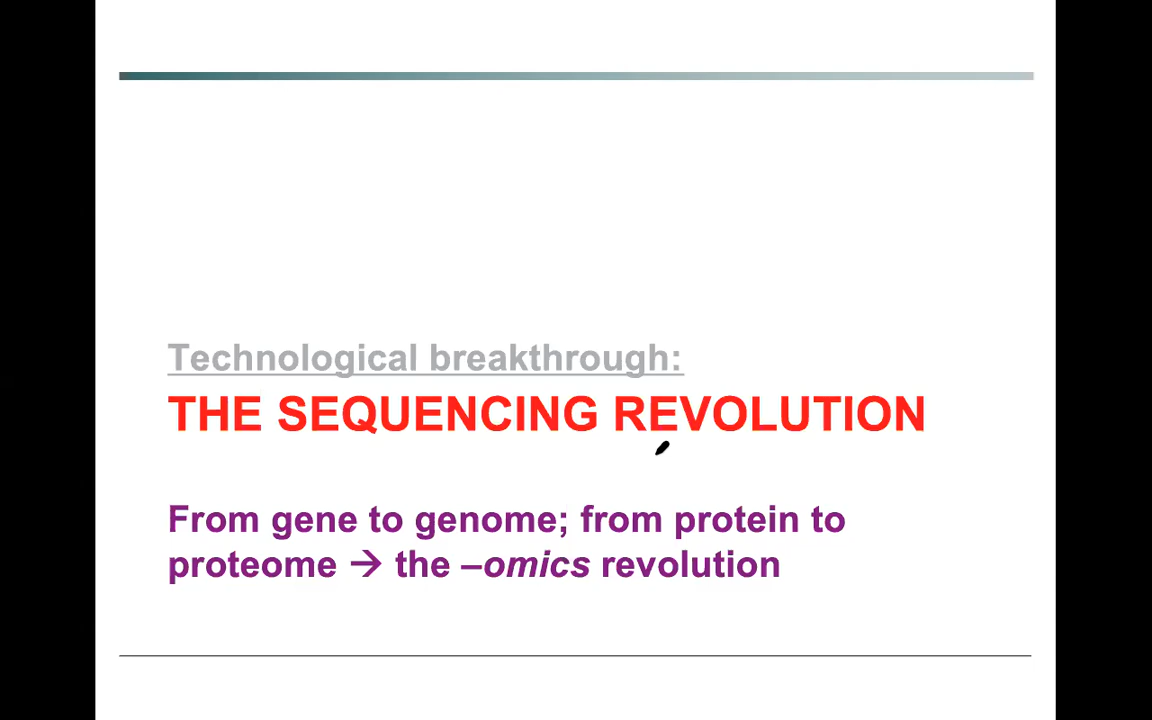 Technological breakthrough:
THE SEQUENCING REVOLUTION
From gene to genome; from protein to
proteome → the –omics revolution